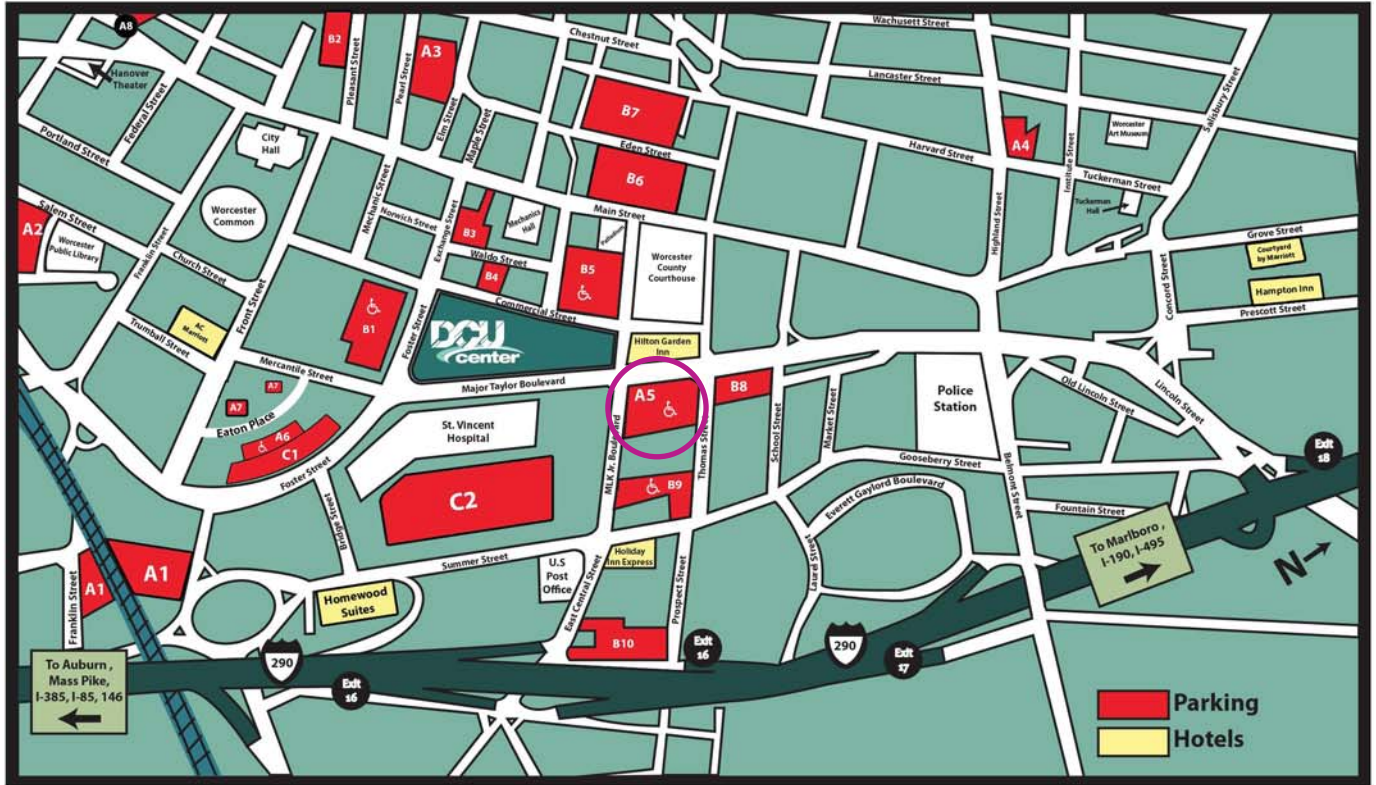 A8
Hanover
Theater
B2
Pleasant Street
Pearl Street
A3
Elm Street
Maple Street
Chestnut Street
Wachusett Street
Lancaster Street
Salisbury Street
Federal Street
Portland Street
City
Hall
B7
Eden Street
B6
Harvard Street
A4
Institute Street
Worcester
Art Museum
Tuckerman Street
Tuckerman
Hall
Main Street
Mechanic Street
Worcester
Common
Norwich Street
Exchange Street
B3
Mechanics
Hall
Palladium
Highland Street
Grove Street
Courtyard
by Marriott
Hampton Inn
Prescott Street
Concord Street
Salem Street
A2
Worcester
Public Library
Franklin Street
Church Street
Waldo Street
B4
B5
Worcester
County
Courthouse
Commercial Street
Front Street
B1
Foster Street
DCU
center
AC
Marriott
Trumball Street
Hilton Garden
Inn
Mercantile Street
Major Taylor Boulevard
A5
B8
Police
Station
Old Lincoln Street
Lincoln Street
A7
A7
Eaton Place
A6
C1
St. Vincent
Hospital
MLK Jr. Boulevard
Thomas Street
School Street
Market Street
Gooseberry Street
Belmont Street
Exit
18
Foster Street
C2
B9
Everett Gaylord Boulevard
Fountain Street
Bridge Street
Summer Street
U.S
Post
Office
Holiday
Inn Express
East Central Street
Prospect Street
Laurel Street
To Marlboro ,
I-190, I-495
N
A1
A1
Franklin Street
Homewood
Suites
B10
Exit
16
290
Exit
17
290
Exit
16
To Auburn ,
Mass Pike,
I-385, I-85, 146
Parking
Hotels